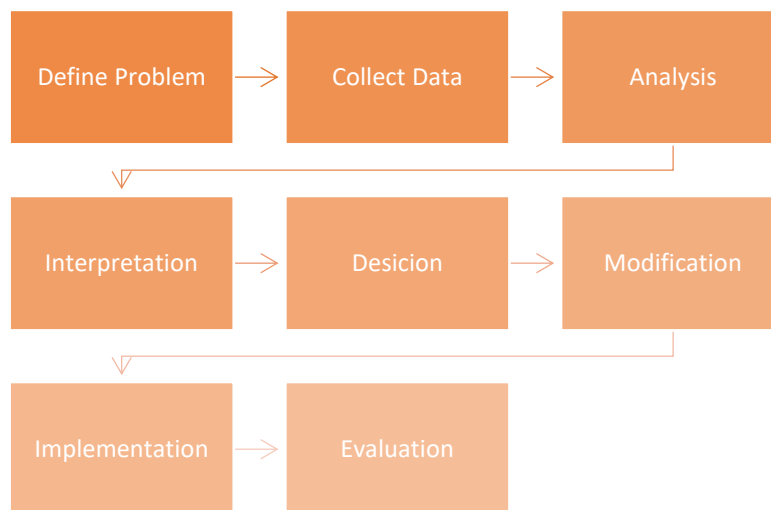 Define Problem
Collect Data
Analysis
Interpretation
Desicion
Modification
Implementation
Evaluation